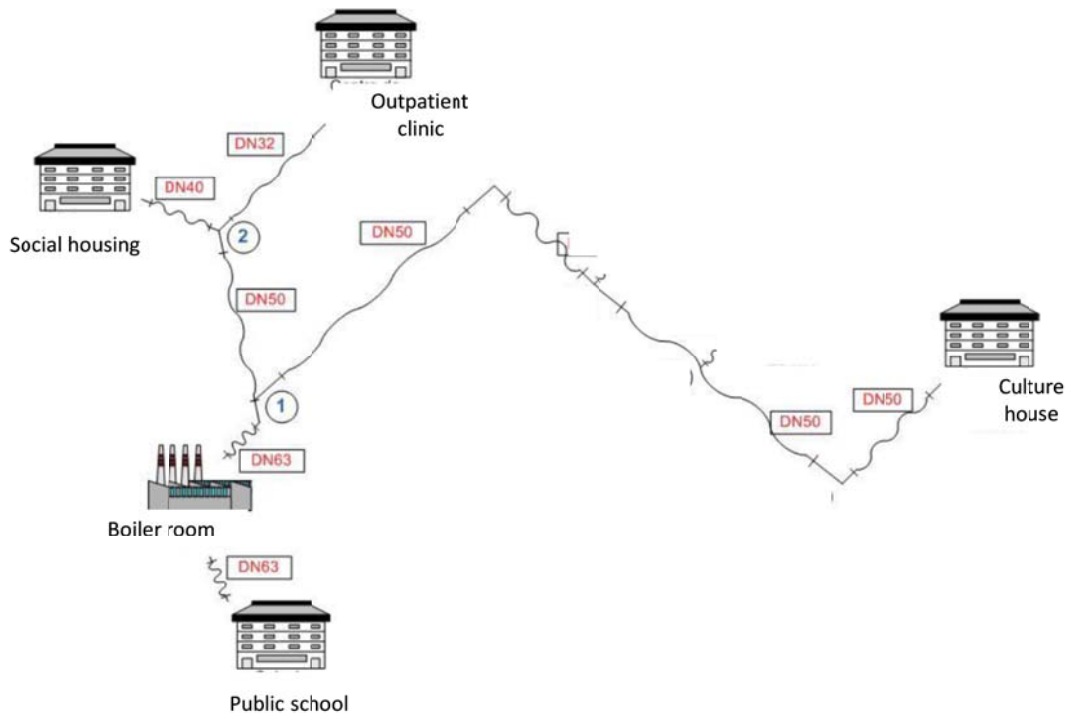 Outpatient
clinic
DN32
DN40
Social housing
2
DN50
DN50
1
DN63
Boiler room
DN50
DN50
Culture
house
DN63
Public school